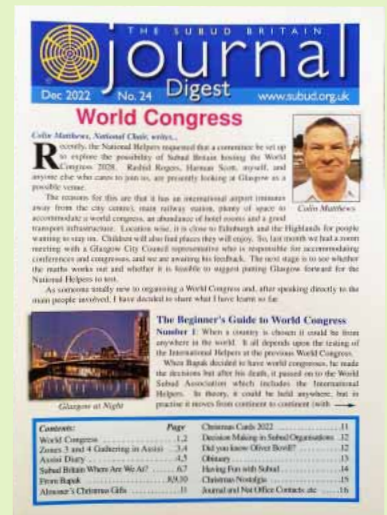 THE SUBUD BRITAIN
journal
Digest
Dec 2022 No. 24 www.subud.org.uk
World Congress
Colin Matthews, National Chair, writes...
Recently, the National Helpers requested that a committee be set up
to explore the possibility of Subud Britain hosting the World
Congress 2028. Rashid Rogers, Harman Scott, myself, and
anyone else who cares to join us, are presently looking at Glasgow as a
possible venue.
The reasons for this are that it has an international airport minutes
away from the city centre, main railway station, plenty of space to
accommodate a world congress, an abundance of hotel rooms and a good
transport infrastructure. Location wise, it is close to Edinburgh and the Highlands for people
wanting to stay on. Children will also find places they will enjoy. So, last month we had a zoom
meeting with a Glasgow City Council representative who is responsible for accommodating
conferences and congresses, and we are awaiting his feedback. The next stage is to see whether
the maths works out and whether it is feasible to suggest putting Glasgow forward for the
National Helpers to test.
As someone totally new to organising a World Congress and, after speaking directly to the
main people involved, I have decided to share what I have learnt so far.
Colin Matthews
The Beginner's Guide to World Congress
Number 1: When a country is chosen it could be from
anywhere in the world. It all depends upon the testing of
the International Helpers at the previous World Congress.
When Bapak decided to have world congresses, he made
the decisions but after his death, it passed on to the World
Subud Association which includes the International
Helpers. In theory, it could be held anywhere, but in
practise it moves from continent to continent (with
Glasgow at Night
Contents: Page
World Congress 1,2
Zones 3 and 4 Gathering in Assisi 3,4
Assisi Diary 4,5
Subud Britain Where Are We At? 6,7
From Bapak 8/9,10
Almoner's Christmas Gifts 11
Christmas Cards 2022 11
Decision Making in Subud Organisations 12
Did you know Oliver Bovill? 12
Obituary 13
Having Fun with Subud 14
Christmas Nostalgia 15
Journal and Nat Office Contacts etc 16